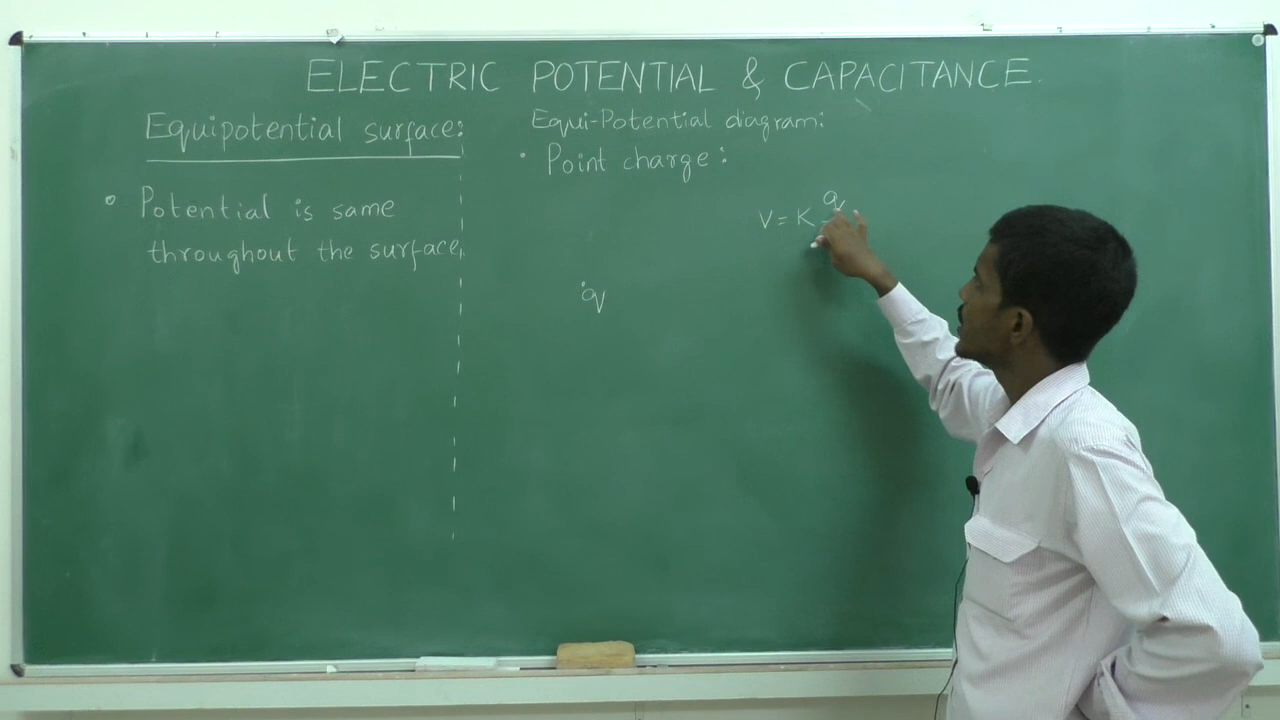 ELECTRIC POTENTIAL & CAPACITANCE.
Equipotential surface:
Potential is same
throughout the surface.
Equi-Potential diagram:
• Point charge:
V = K q
q